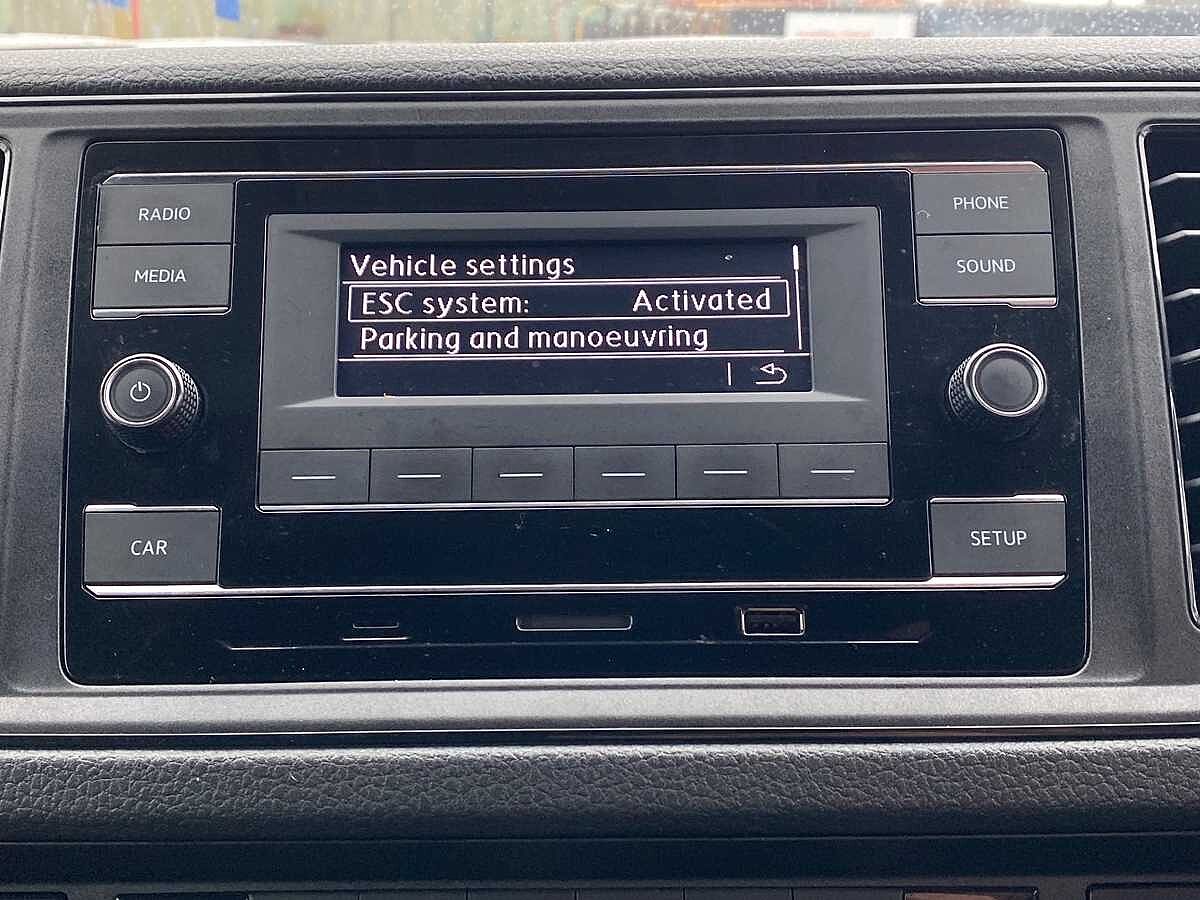 RADIO
MEDIA
PHONE
SOUND
Vehicle settings
ESC system: Activated
Parking and manoeuvring
CAR
SETUP